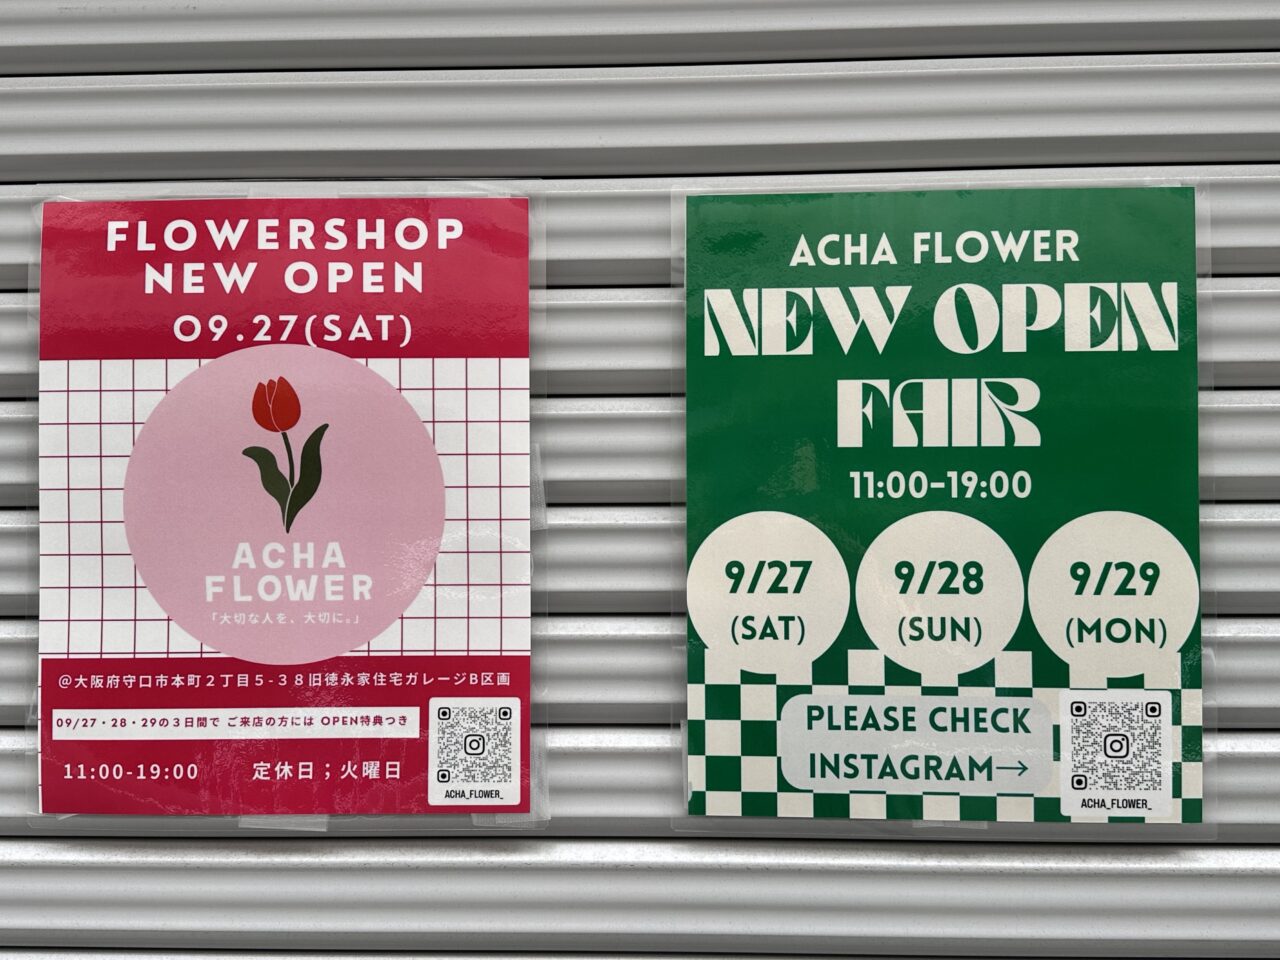 FLOWERSHOP
NEW OPEN
09.27(SAT)
ACHA
FLOWER
「大切な人を、大切に。」
@大阪府守口市本町2丁目5-38旧徳永家住宅ガレージB区画
09/27・28・29の3日間で ご来店の方には OPEN特典つき
11:00-19:00 定休日；火曜日
ACHA_FLOWER_
ACHA FLOWER
NEW OPEN
FAIR
11:00-19:00
9/27
(SAT)
9/28
(SUN)
9/29
(MON)
PLEASE CHECK
INSTAGRAM→
ACHA_FLOWER_